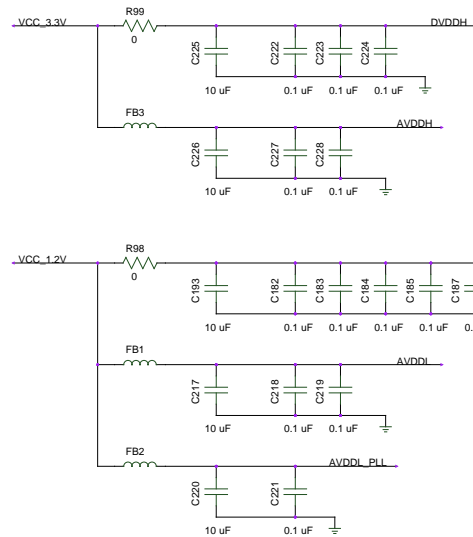 R99
VCC_3.3V
DVDDH
0
C225
C222
C223
C224
10 uF
0.1 uF
0.1 uF
0.1 uF
FB3
AVDDH
C226
C227
C228
10 uF
0.1 uF
0.1 uF
R98
VCC_1.2V
0
C193
C182
C183
C184
C185
C187
10 uF
0.1 uF
0.1 uF
0.1 uF
0.1 uF
FB1
AVDDL
C217
C218
C219
10 uF
0.1 uF
0.1 uF
FB2
AVDDL_PLL
C220
C221
10 uF
0.1 uF